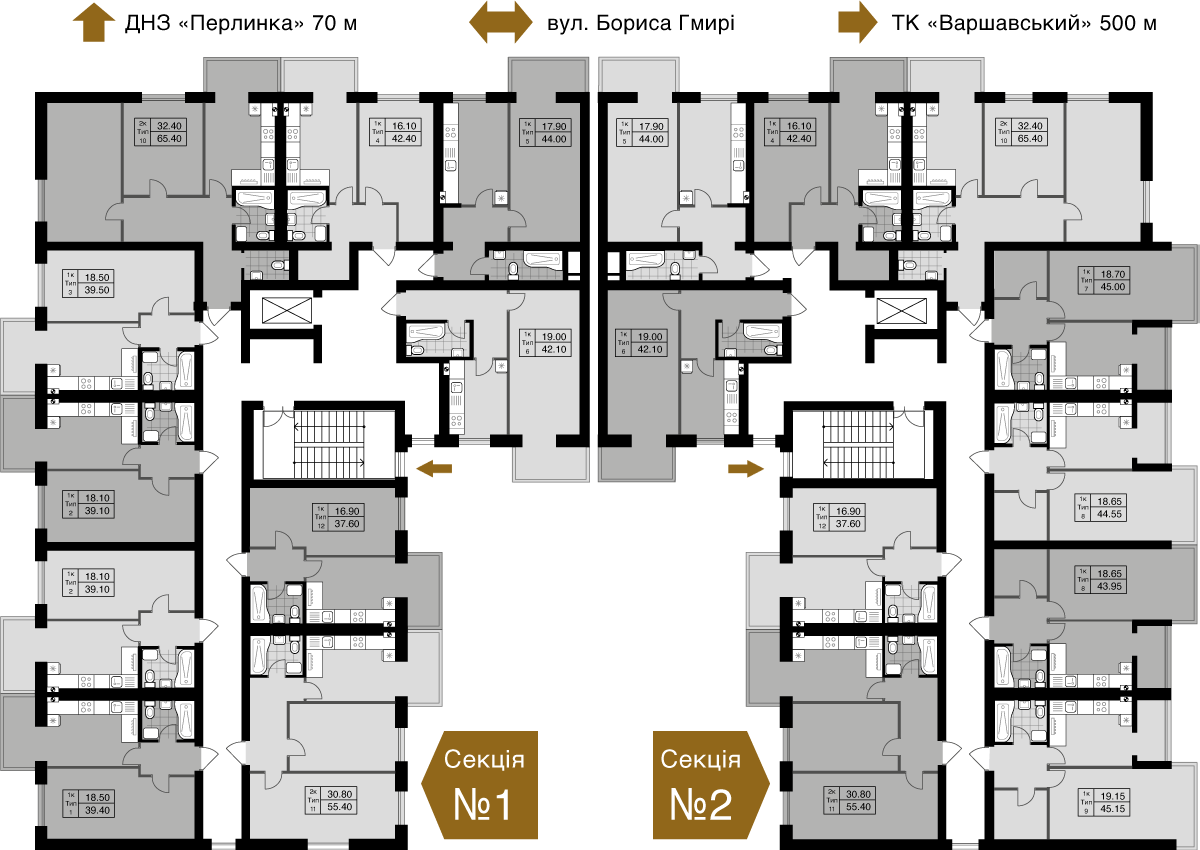 ДНЗ «Перлинка» 70 м
вул. Бориса Гмирі
ТК «Варшавський» 500 м
2к Тип 10 32.40 65.40
1к Тип 4 16.10 42.40
1к Тип 5 17.90 44.00
1к Тип 5 17.90 44.00
1к Тип 4 16.10 42.40
2к Тип 10 32.40 65.40
1к Тип 3 18.50 39.50
1к Тип 7 18.70 45.00
1к Тип 6 19.00 42.10
1к Тип 6 19.00 42.10
1к Тип 2 18.10 39.10
1к Тип 12 16.90 37.60
1к Тип 12 16.90 37.60
1к Тип 8 18.65 44.55
1к Тип 2 18.10 39.10
1к Тип 8 18.65 43.95
Секція
№1
Секція
№2
1к Тип 1 18.50 39.40
2к Тип 11 30.80 55.40
2к Тип 11 30.80 55.40
1к Тип 9 19.15 45.15